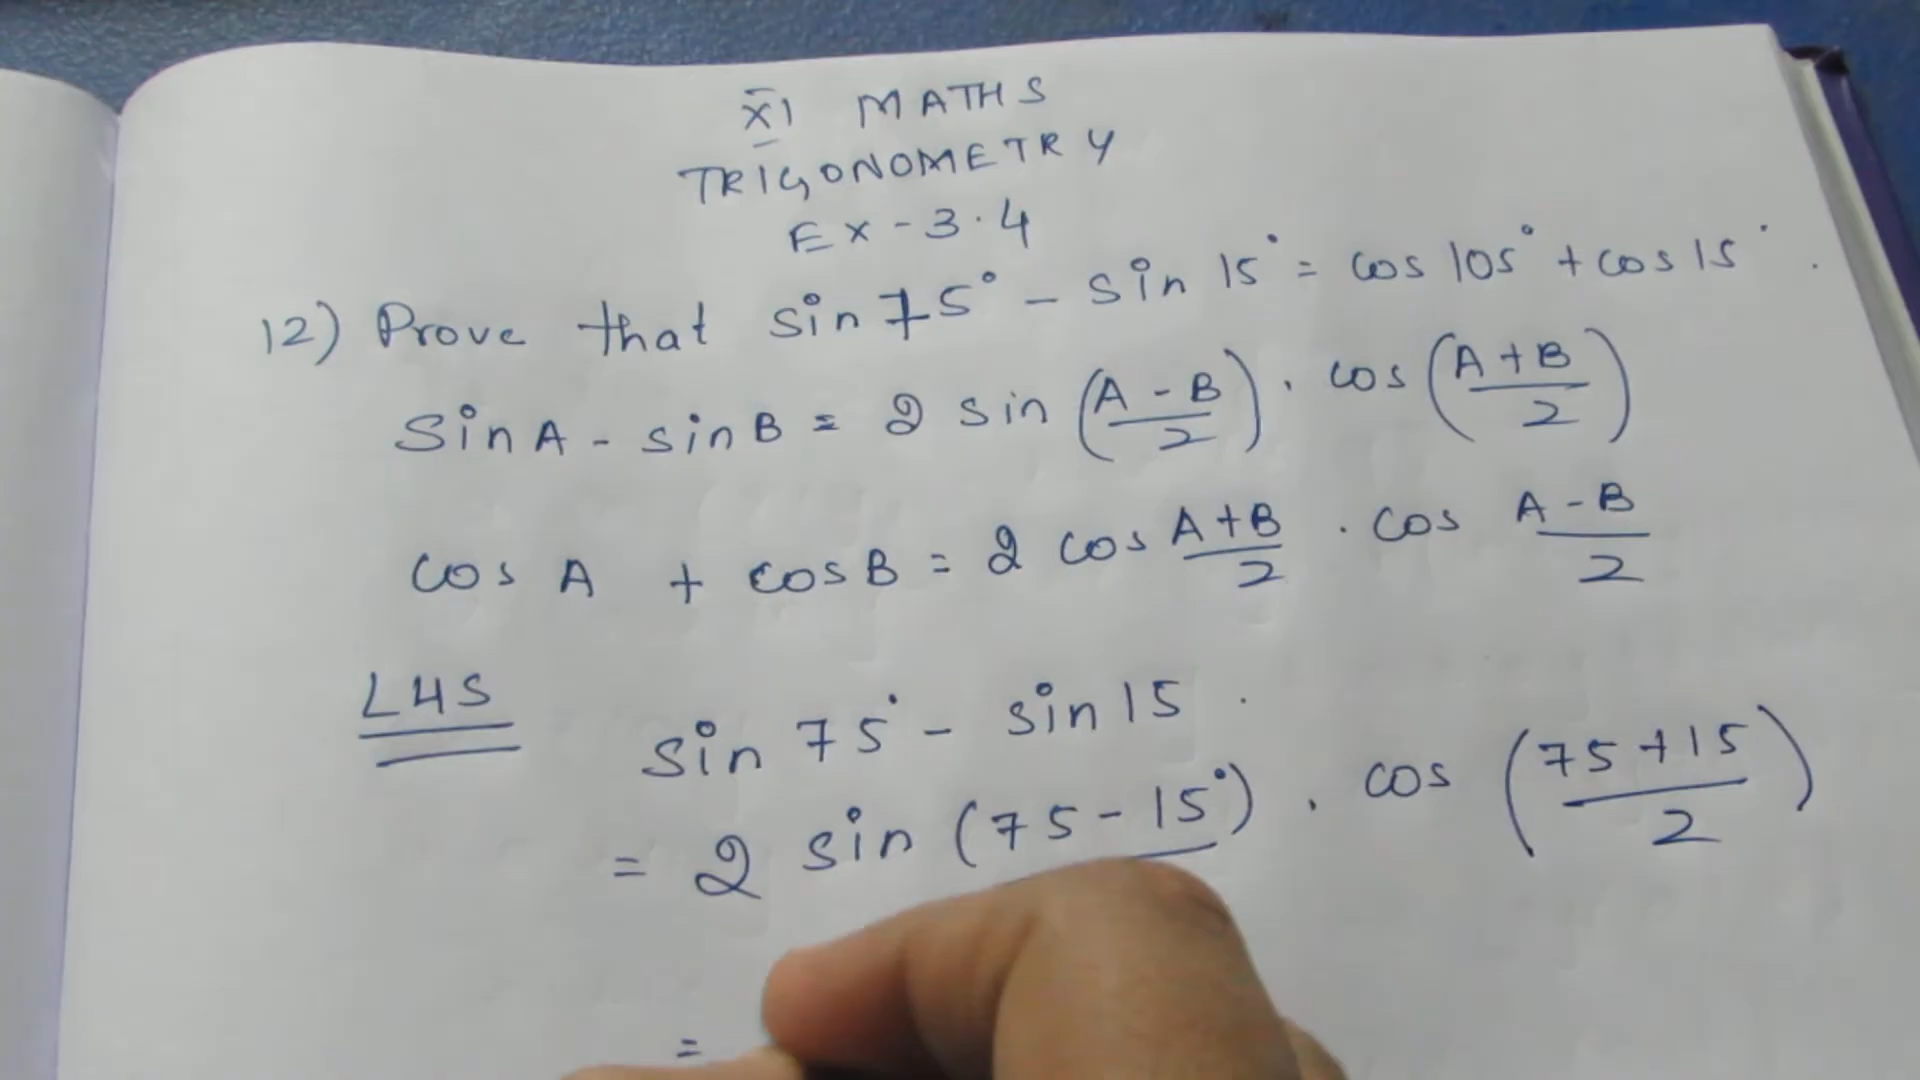 XI MATHS
TRIGONOMETRY
Ex - 3.4
12) Prove that sin 75° - sin 15° = cos 105° + cos 15°.
Sin A - sin B = 2 sin (A - B / 2) . cos (A + B / 2)
cos A + cos B = 2 cos A + B / 2 . cos A - B / 2
LHS sin 75° - sin 15°
= 2 sin (75 - 15°) . cos (75 + 15 / 2)
=